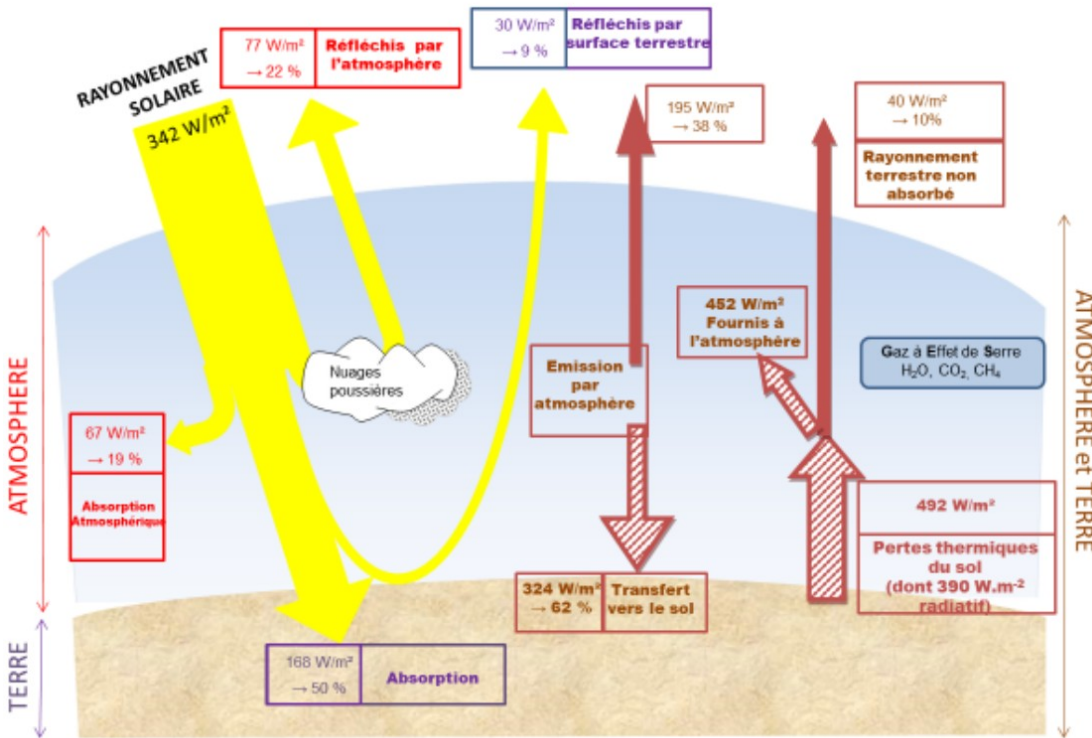 RAYONNEMENT
SOLAIRE
342 W/m²
77 W/m²
→ 22 %
Réfléchis par
l'atmosphère
30 W/m²
→ 9 %
Réfléchis par
surface terrestre
195 W/m²
→ 38 %
40 W/m²
→ 10%
Rayonnement
terrestre non
absorbé
452 W/m²
Fournis à
l'atmosphère
Gaz à Effet de Serre
H₂O, CO₂, CH₄
Nuages
poussières
Emission
par
atmosphère
67 W/m²
→ 19 %
Absorption
Atmosphérique
492 W/m²
Pertes thermiques
du sol
(dont 390 W.m⁻²
radiatif)
324 W/m²
→ 62 %
Transfert
vers le sol
168 W/m²
→ 50 %
Absorption
ATMOSPHERE
TERRE
ATMOSPHERE et TERRE